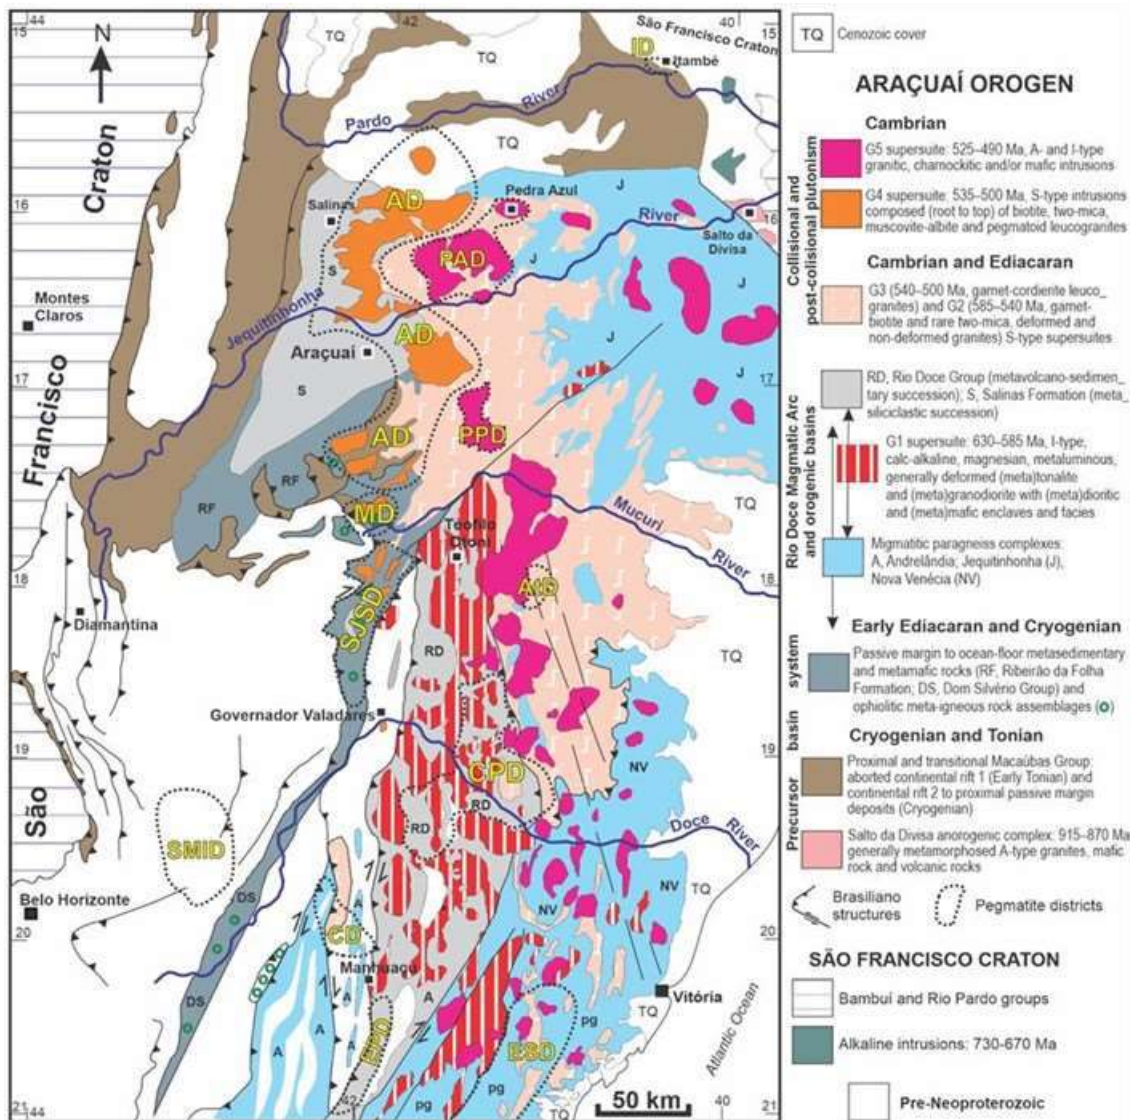 15
44
42
40
15
N
TQ
TQ
TQ
São Francisco Craton
ID
Itambé
River
Pardo
TQ
TQ
Craton
16
Salinas
AD
Pedra Azul
J
River
16
Salto da
Divisa
PAD
J
S
J
J
Montes
Claros
Jequitinhonha
Araçuaí
AD
J
17
S
J
17
Francisco
AD
PPD
RF
RF
MD
Teofilo
Otoni
Mucuri
River
TQ
18
SJSD
AtD
18
Diamantina
RD
TQ
Governador Valadares
19
NV
19
CPD
RD
RD
Doce
River
São
SMID
NV
TQ
Belo Horizonte
DS
A
NV
20
CD
A
20
Manhuaçu
A
A
Vitória
DS
A
EPD
ESD
pg
TQ
Atlantic Ocean
A
pg
pg
50 km
21
44
42
TQ
40
21
TQ
Cenozoic cover
ARAÇUAÍ OROGEN
Collisional and
post-colisional plutonism
Cambrian
G5 supersuite: 525–490 Ma, A- and I-type
granitic, charnockitic and/or mafic intrusions
G4 supersuite: 535–500 Ma, S-type intrusions
composed (root to top) of biotite, two-mica,
muscovite-albite and pegmatoid leucogranites
Cambrian and Ediacaran
G3 (540–500 Ma, garnet-cordiente leuco_
granites) and G2 (585–540 Ma, garnet-
biotite and rare two-mica, deformed and
non-deformed granites) S-type supersuites
Rio Doce Magmatic Arc
and orogenic basins
RD, Rio Doce Group (metavolcano-sedimen_
tary succession); S, Salinas Formation (meta_
siliciclastic succession)
G1 supersuite: 630–585 Ma, I-type,
calc-alkaline, magnesian, metaluminous,
generally deformed (meta)tonalite
and (meta)granodiorite with (meta)dioritic
and (meta)mafic enclaves and facies
Migmatitic paragneiss complexes:
A, Andrelândia; Jequitinhonha (J),
Nova Venécia (NV)
Precursor basin system
Early Ediacaran and Cryogenian
Passive margin to ocean-floor metasedimentary
and metamafic rocks (RF, Ribeirão da Folha
Formation; DS, Dom Silvério Group) and
ophiolitic meta-igneous rock assemblages (o)
Cryogenian and Tonian
Proximal and transitional Macaúbas Group:
aborted continental rift 1 (Early Tonian) and
continental rift 2 to proximal passive margin
deposits (Cryogenian)
Salto da Divisa anorogenic complex: 915–870 Ma
generally metamorphosed A-type granites, mafic
rock and volcanic rocks
Brasiliano
structures
Pegmatite districts
SÃO FRANCISCO CRATON
Bambuí and Rio Pardo groups
Alkaline intrusions: 730-670 Ma
Pre-Neoproterozoic